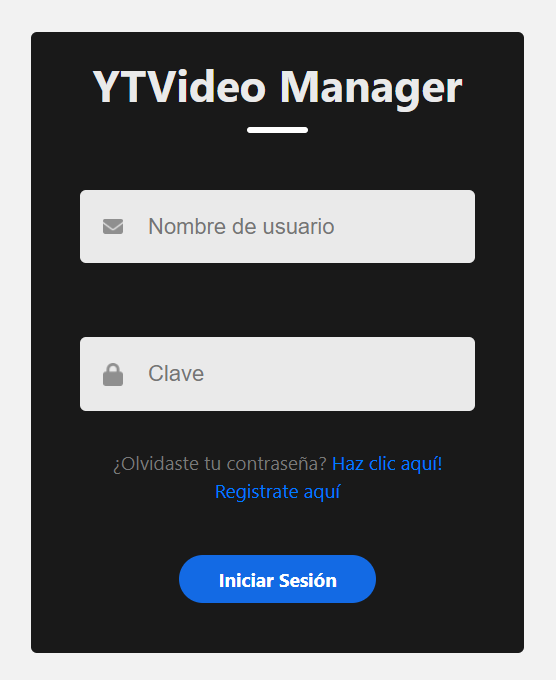 YTVideo Manager
Nombre de usuario
Clave
¿Olvidaste tu contraseña? Haz clic aquí!
Registrate aquí
Iniciar Sesión